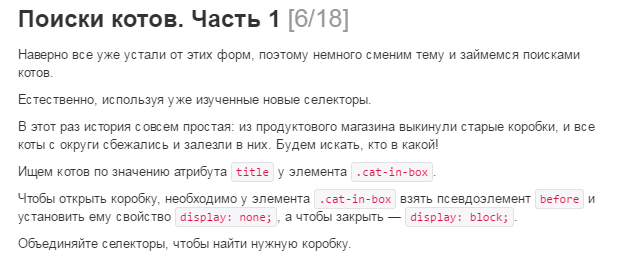 Поиски котов. Часть 1 [6/18]
Наверно все уже устали от этих форм, поэтому немного сменим тему и займемся поисками
котов.
Естественно, используя уже изученные новые селекторы.
В этот раз история совсем простая: из продуктового магазина выкинули старые коробки, и все
коты с округи сбежались и залезли в них. Будем искать, кто в какой!
Ищем котов по значению атрибута title у элемента .cat-in-box.
Чтобы открыть коробку, необходимо у элемента .cat-in-box взять псевдоэлемент before и
установить ему свойство display: none;, а чтобы закрыть — display: block;.
Объединяйте селекторы, чтобы найти нужную коробку.